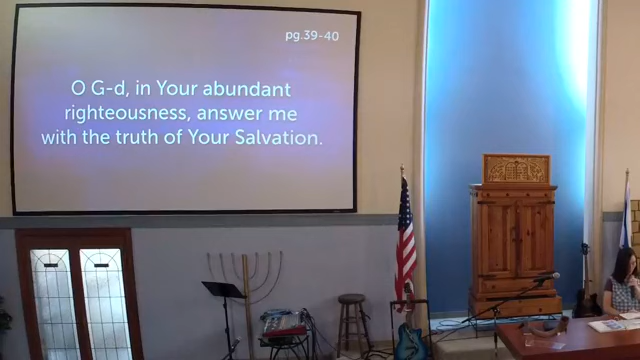 pg.39-40
O G-d, in Your abundant
righteousness, answer me
with the truth of Your Salvation.